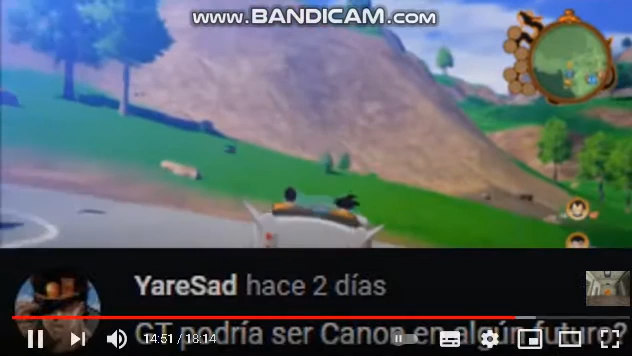 www.BANDICAM.com
YareSad hace 2 días
GT podría ser Canon en algún futuro?
14:51 / 18:14